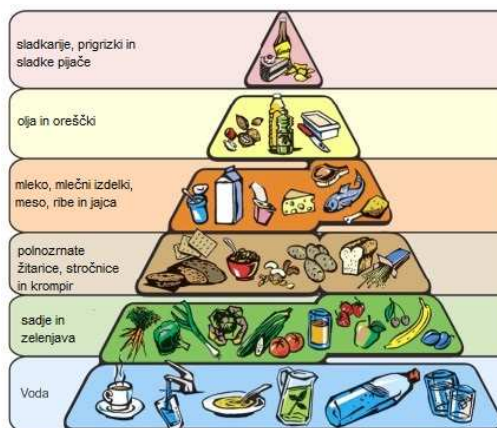 sladkarije, prigrizki in
sladke pijače
olja in oreščki
mleko, mlečni izdelki,
meso, ribe in jajca
polnozrnate
žitarice, stročnice
in krompir
sadje in
zelenjava
Voda